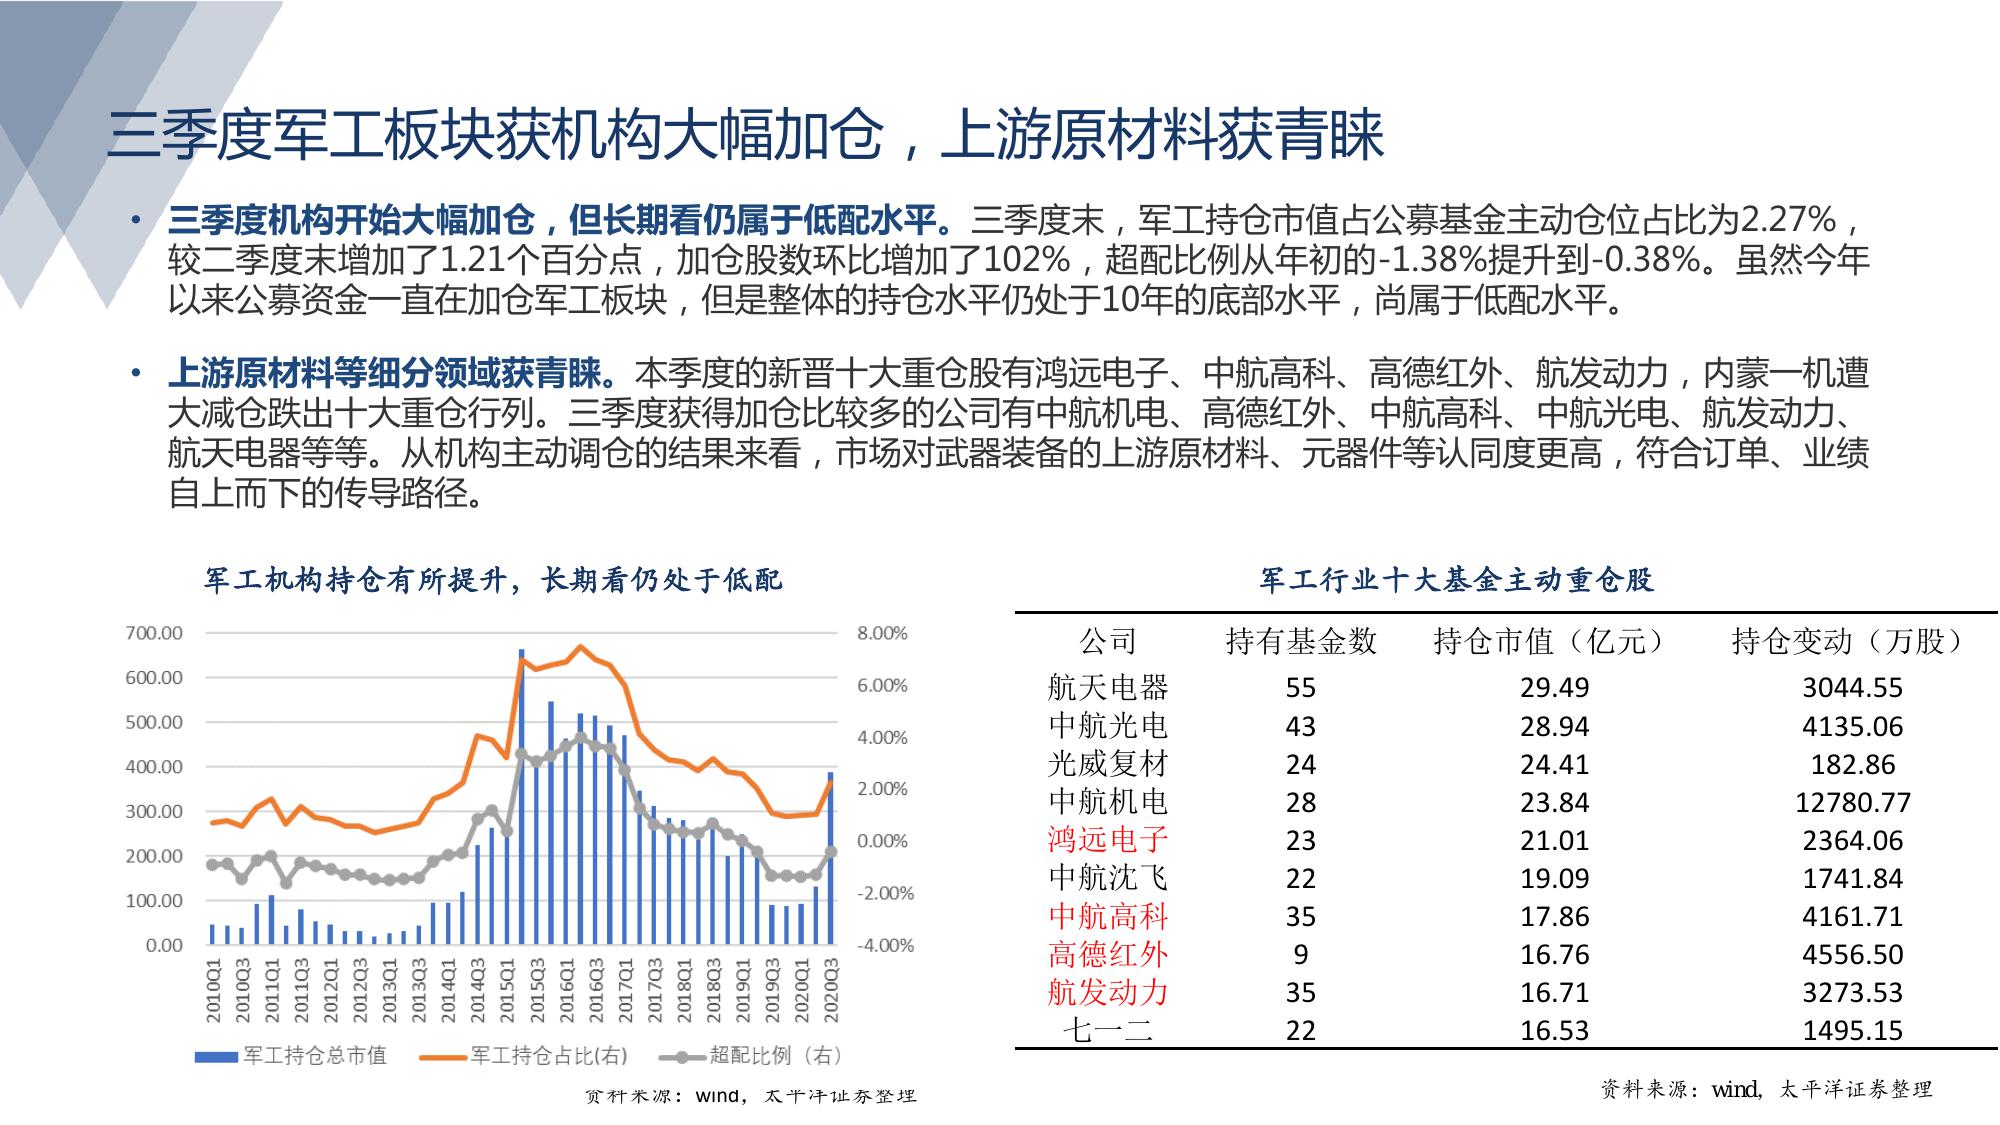 三季度军工板块获机构大幅加仓，上游原材料获青睐
• 三季度机构开始大幅加仓，但长期看仍属于低配水平。三季度末，军工持仓市值占公募基金主动仓位占比为2.27%，
较二季度末增加了1.21个百分点，加仓股数环比增加了102%，超配比例从年初的-1.38%提升到-0.38%。虽然今年
以来公募资金一直在加仓军工板块，但是整体的持仓水平仍处于10年的底部水平，尚属于低配水平。
• 上游原材料等细分领域获青睐。本季度的新晋十大重仓股有鸿远电子、中航高科、高德红外、航发动力，内蒙一机遭
大减仓跌出十大重仓行列。三季度获得加仓比较多的公司有中航机电、高德红外、中航高科、中航光电、航发动力、
航天电器等等。从机构主动调仓的结果来看，市场对武器装备的上游原材料、元器件等认同度更高，符合订单、业绩
自上而下的传导路径。
军工机构持仓有所提升，长期看仍处于低配
700.00
600.00
500.00
400.00
300.00
200.00
100.00
0.00
8.00%
6.00%
4.00%
2.00%
0.00%
-2.00%
-4.00%
2010Q1
2010Q3
2011Q1
2011Q3
2012Q1
2012Q3
2013Q1
2013Q3
2014Q1
2014Q3
2015Q1
2015Q3
2016Q1
2016Q3
2017Q1
2017Q3
2018Q1
2018Q3
2019Q1
2019Q3
2020Q1
2020Q3
军工持仓总市值 军工持仓占比(右) 超配比例（右）
资料来源：wind，太平洋证券整理
军工行业十大基金主动重仓股
公司 持有基金数 持仓市值（亿元） 持仓变动（万股）
航天电器 55 29.49 3044.55
中航光电 43 28.94 4135.06
光威复材 24 24.41 182.86
中航机电 28 23.84 12780.77
鸿远电子 23 21.01 2364.06
中航沈飞 22 19.09 1741.84
中航高科 35 17.86 4161.71
高德红外 9 16.76 4556.50
航发动力 35 16.71 3273.53
七一二 22 16.53 1495.15
资料来源：wind，太平洋证券整理